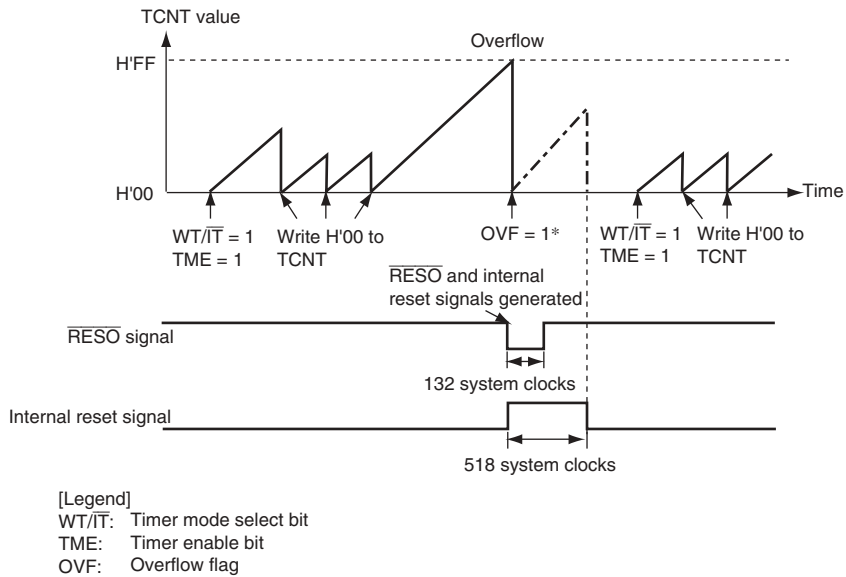 TCNT value
Overflow
H'FF
H'00
Time
WT/IT = 1
TME = 1
Write H'00 to
TCNT
OVF = 1*
WT/IT = 1
TME = 1
Write H'00 to
TCNT
RESO and internal
reset signals generated
RESO signal
132 system clocks
Internal reset signal
518 system clocks
[Legend]
WT/IT: Timer mode select bit
TME: Timer enable bit
OVF: Overflow flag